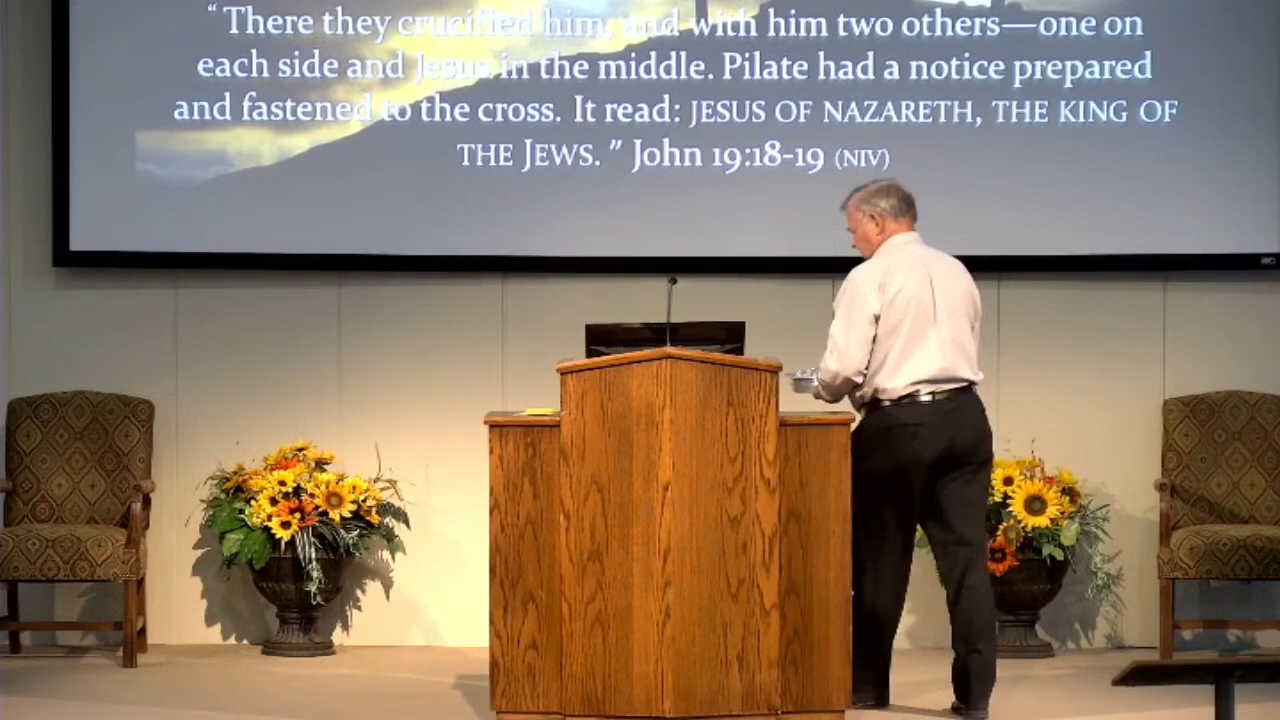 “ There they crucified him, and with him two others—one on
each side and Jesus in the middle. Pilate had a notice prepared
and fastened to the cross. It read: JESUS OF NAZARETH, THE KING OF
THE JEWS. ” John 19:18-19 (NIV)